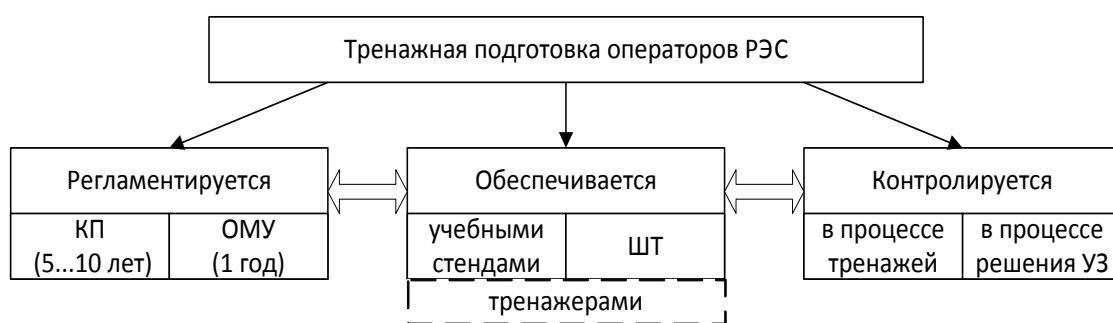 Тренажная подготовка операторов РЭС
Регламентируется
КП
(5...10 лет)
ОМУ
(1 год)
Обеспечивается
учебными
стендами
ШТ
тренажерами
Контролируется
в процессе
тренажей
в процессе
решения УЗ